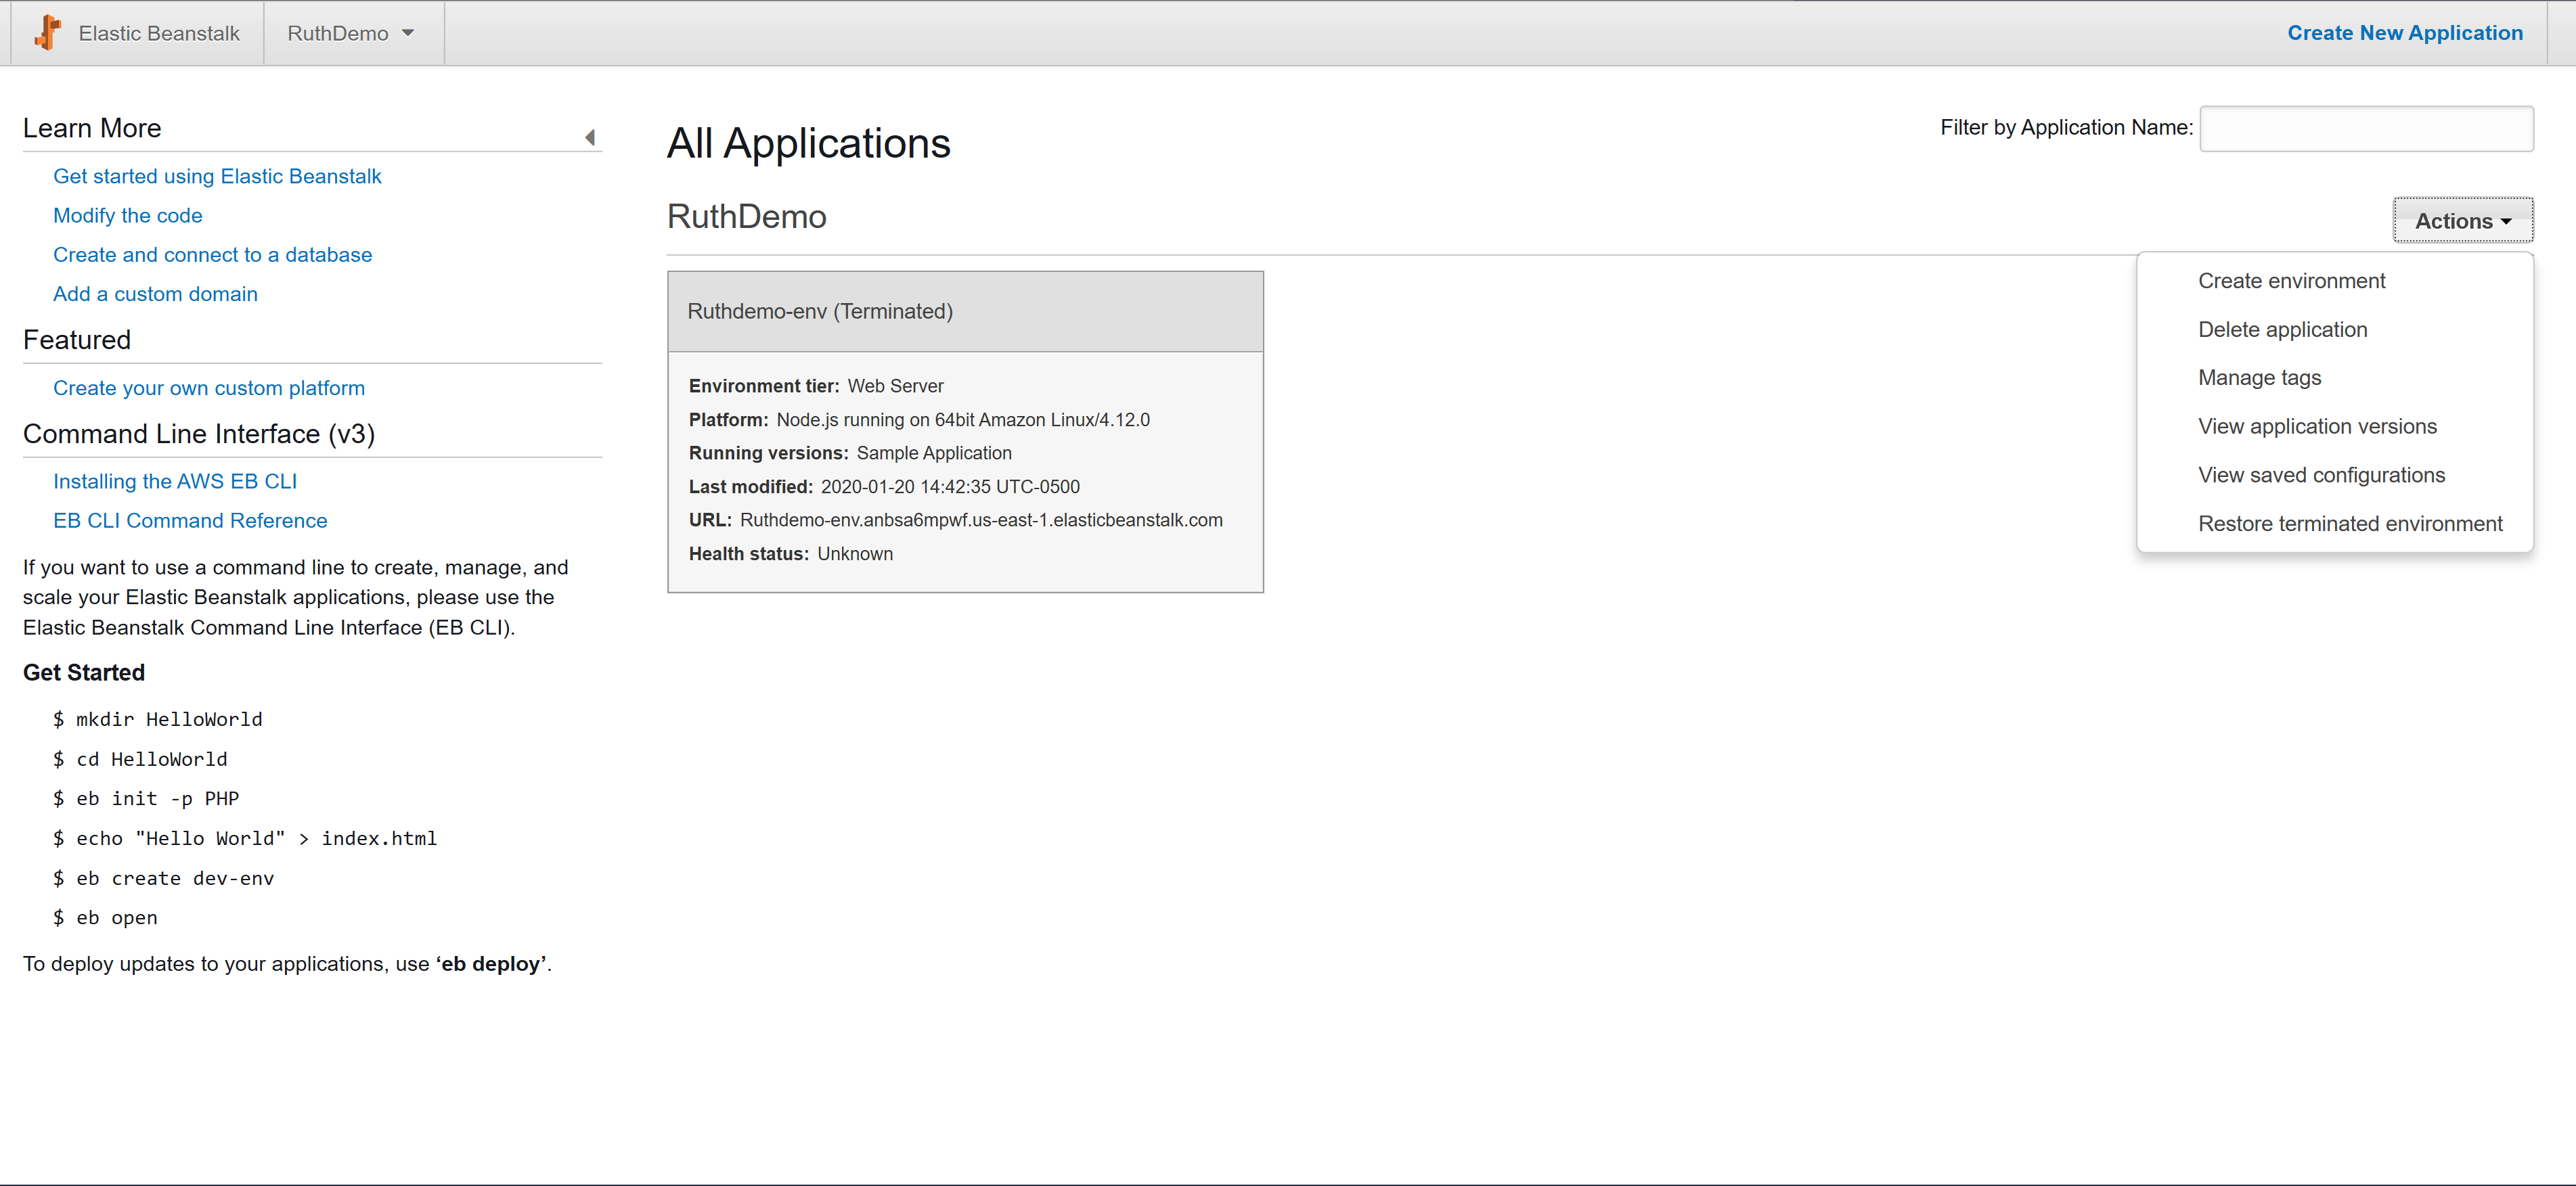 Elastic Beanstalk
RuthDemo
Create New Application
Learn More
Get started using Elastic Beanstalk
Modify the code
Create and connect to a database
Add a custom domain
Featured
Create your own custom platform
Command Line Interface (v3)
Installing the AWS EB CLI
EB CLI Command Reference
If you want to use a command line to create, manage, and
scale your Elastic Beanstalk applications, please use the
Elastic Beanstalk Command Line Interface (EB CLI).
Get Started
$ mkdir HelloWorld
$ cd HelloWorld
$ eb init -p PHP
$ echo "Hello World" > index.html
$ eb create dev-env
$ eb open
To deploy updates to your applications, use ‘eb deploy’.
All Applications
Filter by Application Name:
RuthDemo
Actions
Ruthdemo-env (Terminated)
Environment tier: Web Server
Platform: Node.js running on 64bit Amazon Linux/4.12.0
Running versions: Sample Application
Last modified: 2020-01-20 14:42:35 UTC-0500
URL: Ruthdemo-env.anbsa6mpwf.us-east-1.elasticbeanstalk.com
Health status: Unknown
Create environment
Delete application
Manage tags
View application versions
View saved configurations
Restore terminated environment